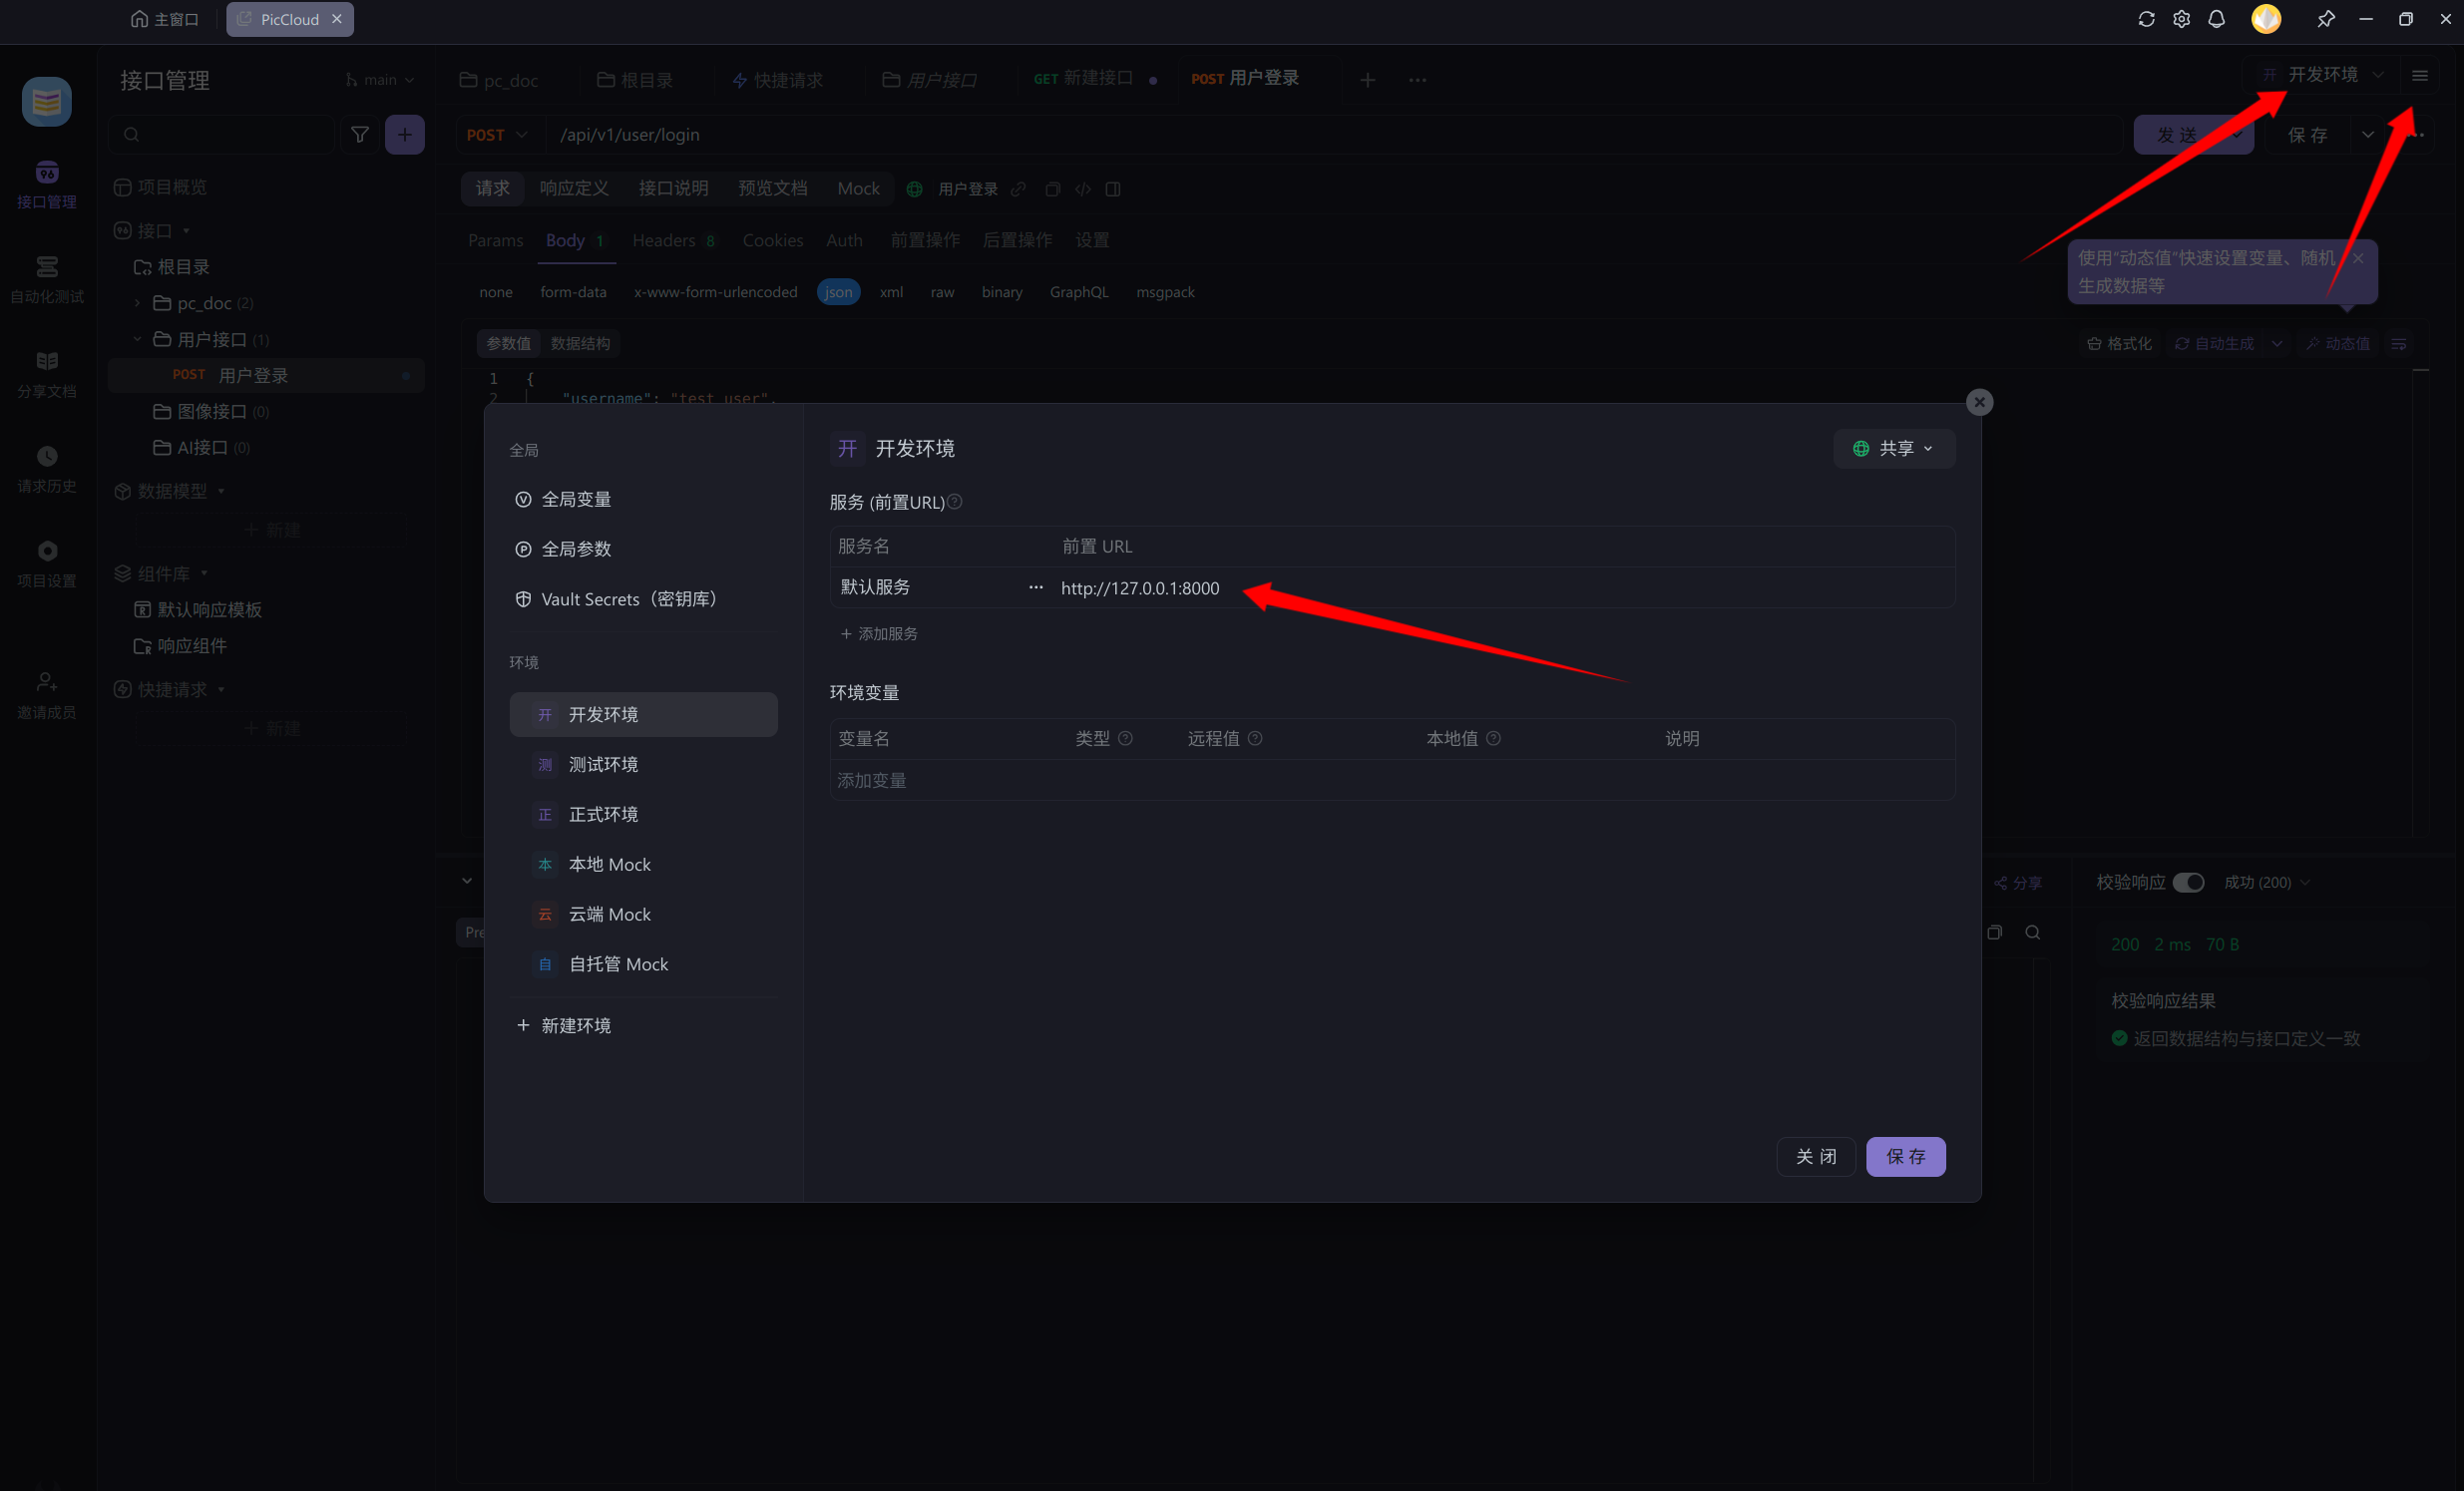 主窗口
PicCloud
接口管理
main
pc_doc
根目录
快捷请求
用户接口
GET 新建接口
POST 用户登录
开 开发环境
POST
/api/v1/user/login
发 送
保 存
接口管理
自动化测试
分享文档
请求历史
项目设置
邀请成员
项目概览
接口
根目录
pc_doc (2)
用户接口 (1)
POST 用户登录
图像接口 (0)
AI接口 (0)
数据模型
新建
组件库
默认响应模板
响应组件
快捷请求
新建
请求
响应定义
接口说明
预览文档
Mock
用户登录
Params
Body 1
Headers 8
Cookies
Auth
前置操作
后置操作
设置
none
form-data
x-www-form-urlencoded
json
xml
raw
binary
GraphQL
msgpack
使用“动态值”快速设置变量、随机
生成数据等
参数值
数据结构
格式化
自动生成
动态值
1 {
2 "username": "test_user",
全局
全局变量
全局参数
Vault Secrets（密钥库）
环境
开 开发环境
测 测试环境
正 正式环境
本 本地 Mock
云 云端 Mock
自 自托管 Mock
新建环境
开 开发环境
共享
服务 (前置URL)
服务名
前置 URL
默认服务
http://127.0.0.1:8000
添加服务
环境变量
变量名
类型
远程值
本地值
说明
添加变量
关 闭
保 存
Pre
分享
校验响应
成功 (200)
200 2 ms 70 B
校验响应结果
返回数据结构与接口定义一致